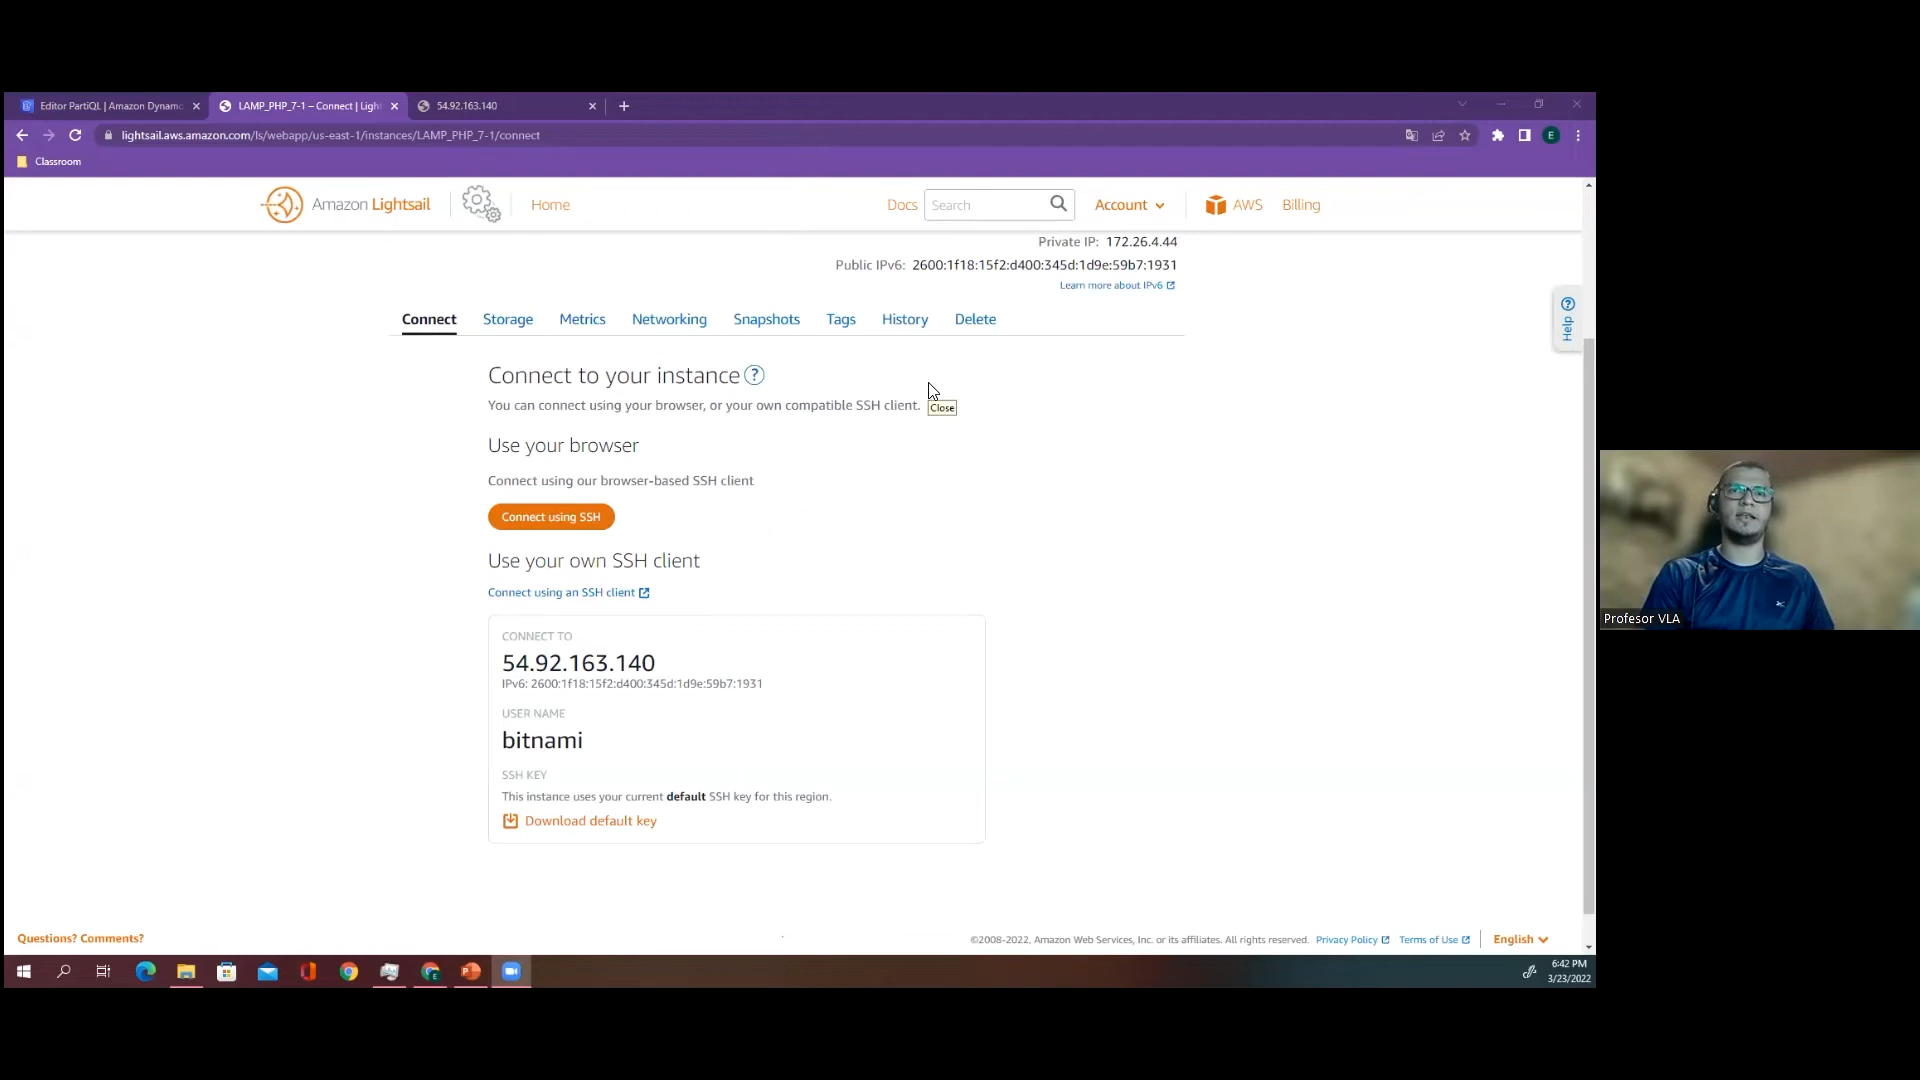 Editor PartiQL | Amazon Dynamo
LAMP_PHP_7-1 – Connect | Light
54.92.163.140
lightsail.aws.amazon.com/ls/webapp/us-east-1/instances/LAMP_PHP_7-1/connect
E
Classroom
Amazon Lightsail
Home
Docs
Search
Account
AWS
Billing
Private IP: 172.26.4.44
Public IPv6: 2600:1f18:15f2:d400:345d:1d9e:59b7:1931
Learn more about IPv6
Help
Connect
Storage
Metrics
Networking
Snapshots
Tags
History
Delete
Connect to your instance ?
You can connect using your browser, or your own compatible SSH client.
Close
Use your browser
Connect using our browser-based SSH client
Connect using SSH
Use your own SSH client
Connect using an SSH client
CONNECT TO
54.92.163.140
IPv6: 2600:1f18:15f2:d400:345d:1d9e:59b7:1931
USER NAME
bitnami
SSH KEY
This instance uses your current default SSH key for this region.
Download default key
Profesor VLA
Questions? Comments?
©2008-2022, Amazon Web Services, Inc. or its affiliates. All rights reserved.
Privacy Policy
Terms of Use
English
6:42 PM
3/23/2022